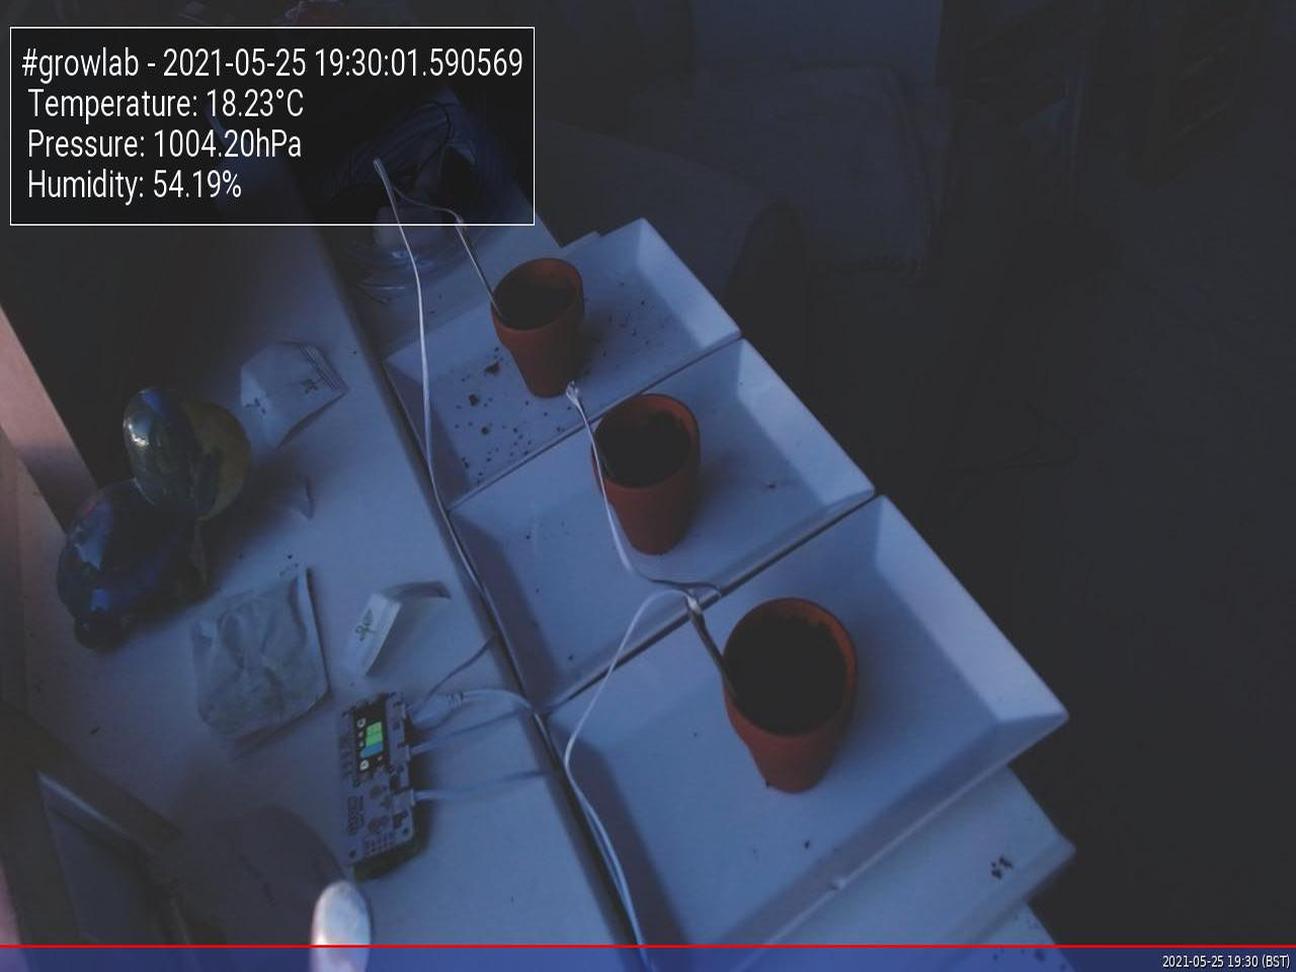 #growlab - 2021-05-25 19:30:01.590569
Temperature: 18.23°C
Pressure: 1004.20hPa
Humidity: 54.19%
2021-05-25 19:30 (BST)